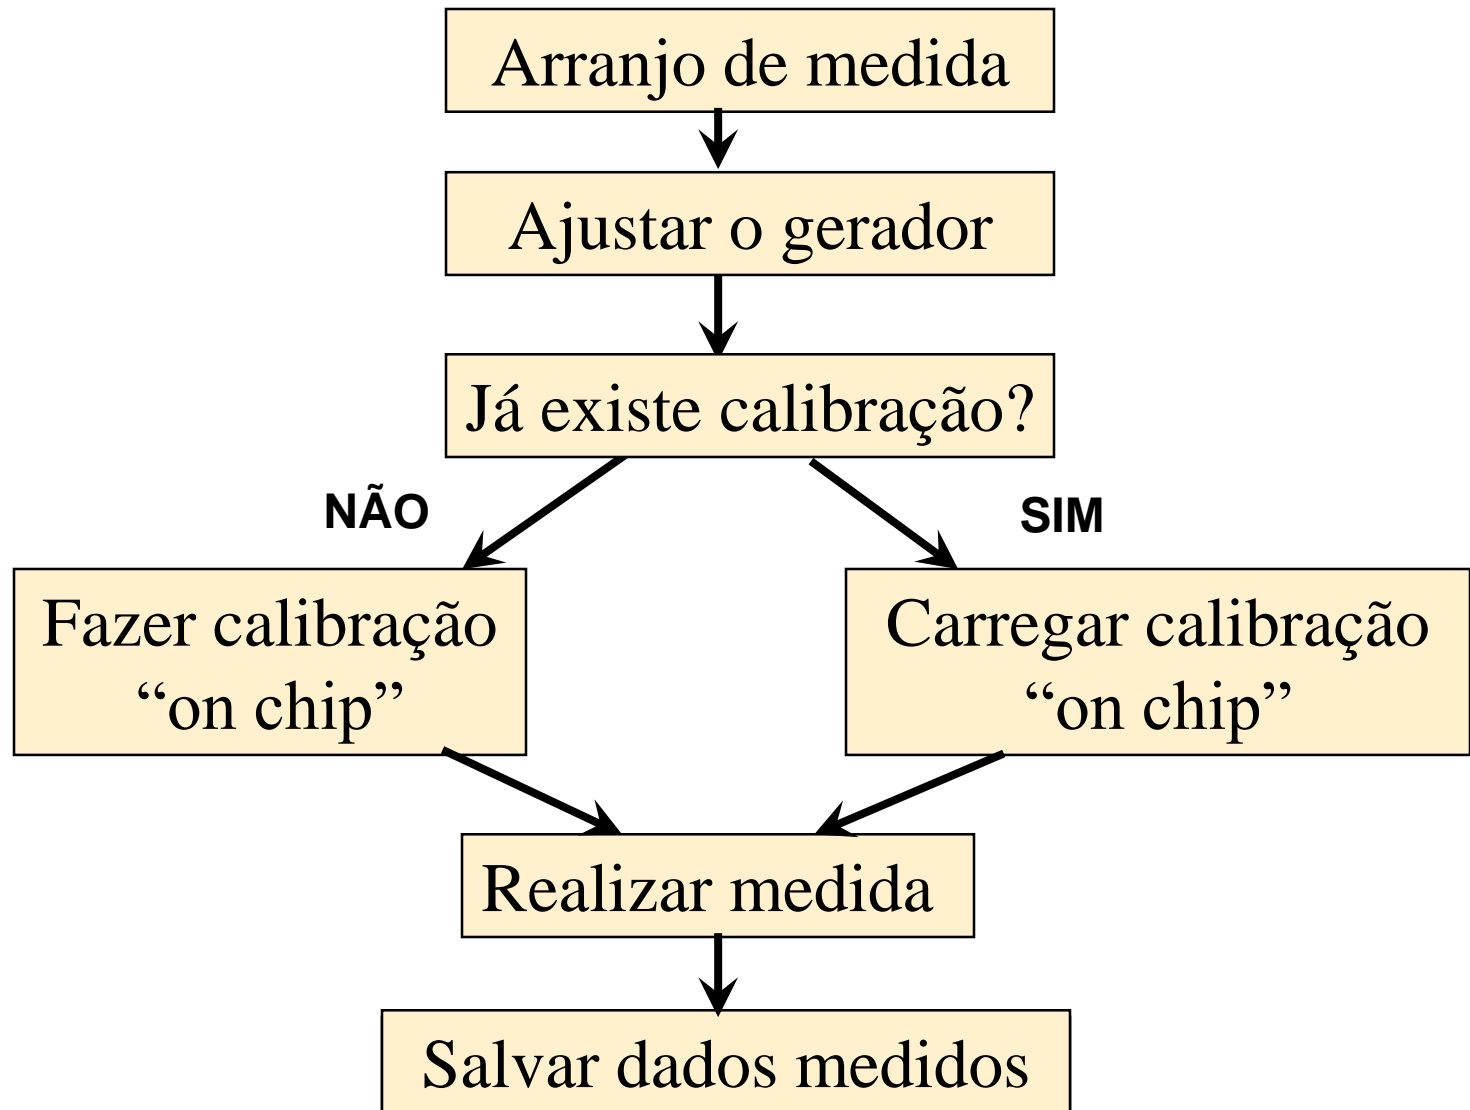 Arranjo de medida
Ajustar o gerador
Já existe calibração?
NÃO
SIM
Fazer calibração
“on chip”
Carregar calibração
“on chip”
Realizar medida
Salvar dados medidos